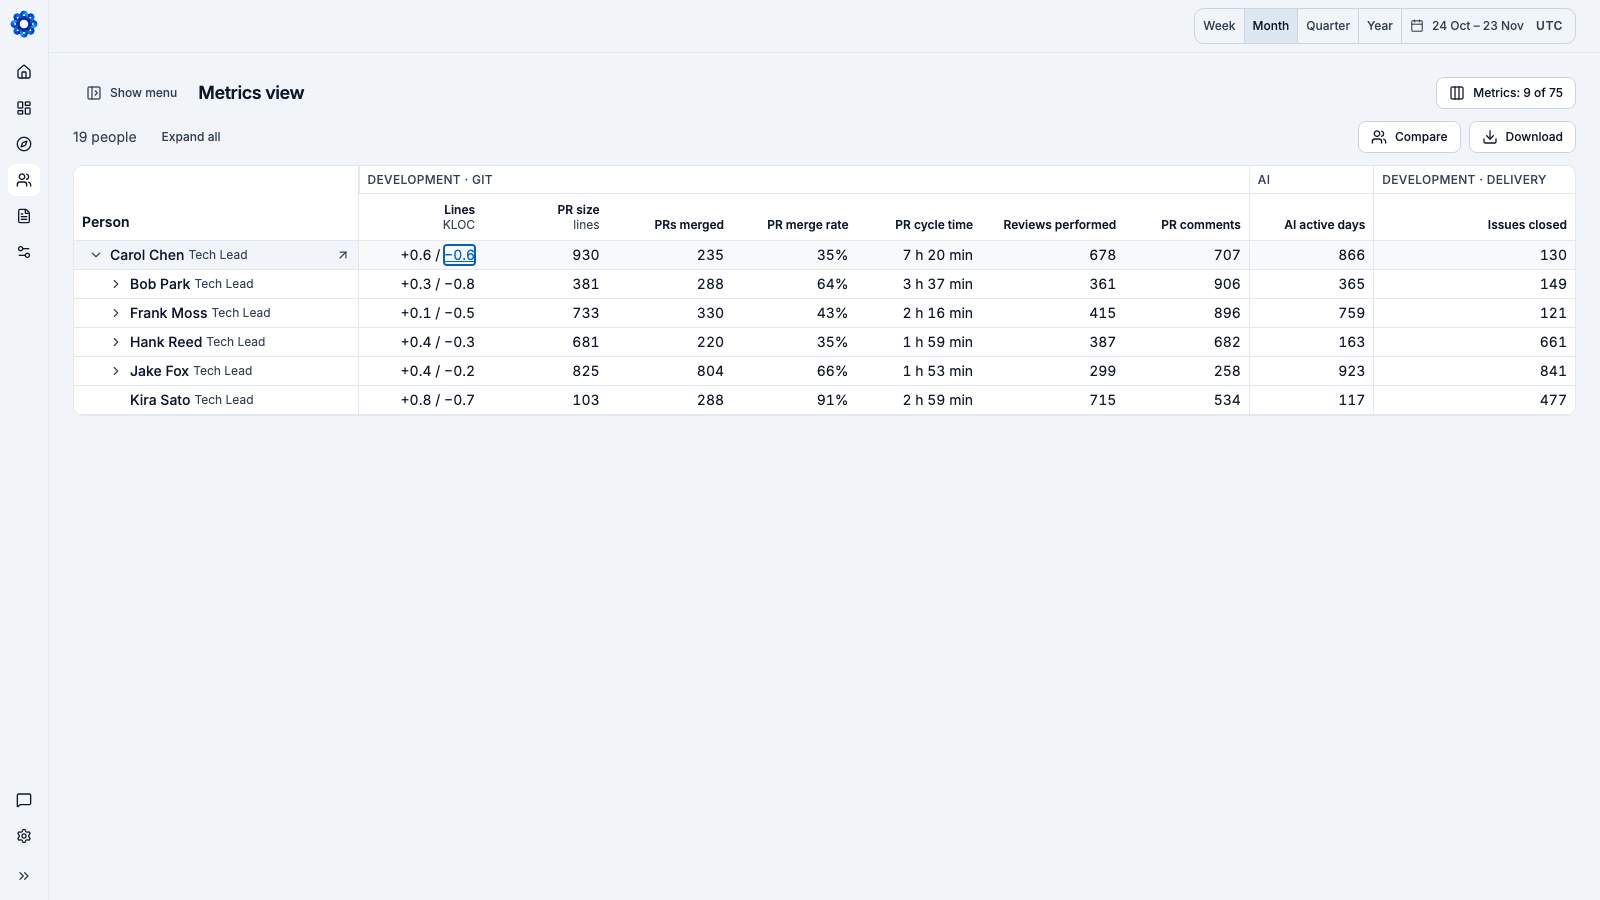 Week Month Quarter Year 24 Oct – 23 Nov UTC
Show menu Metrics view Metrics: 9 of 75
19 people Expand all Compare Download
DEVELOPMENT · GIT AI DEVELOPMENT · DELIVERY
Person Lines KLOC PR size lines PRs merged PR merge rate PR cycle time Reviews performed PR comments AI active days Issues closed
Carol Chen Tech Lead +0.6 / −0.6 930 235 35% 7 h 20 min 678 707 866 130
Bob Park Tech Lead +0.3 / −0.8 381 288 64% 3 h 37 min 361 906 365 149
Frank Moss Tech Lead +0.1 / −0.5 733 330 43% 2 h 16 min 415 896 759 121
Hank Reed Tech Lead +0.4 / −0.3 681 220 35% 1 h 59 min 387 682 163 661
Jake Fox Tech Lead +0.4 / −0.2 825 804 66% 1 h 53 min 299 258 923 841
Kira Sato Tech Lead +0.8 / −0.7 103 288 91% 2 h 59 min 715 534 117 477